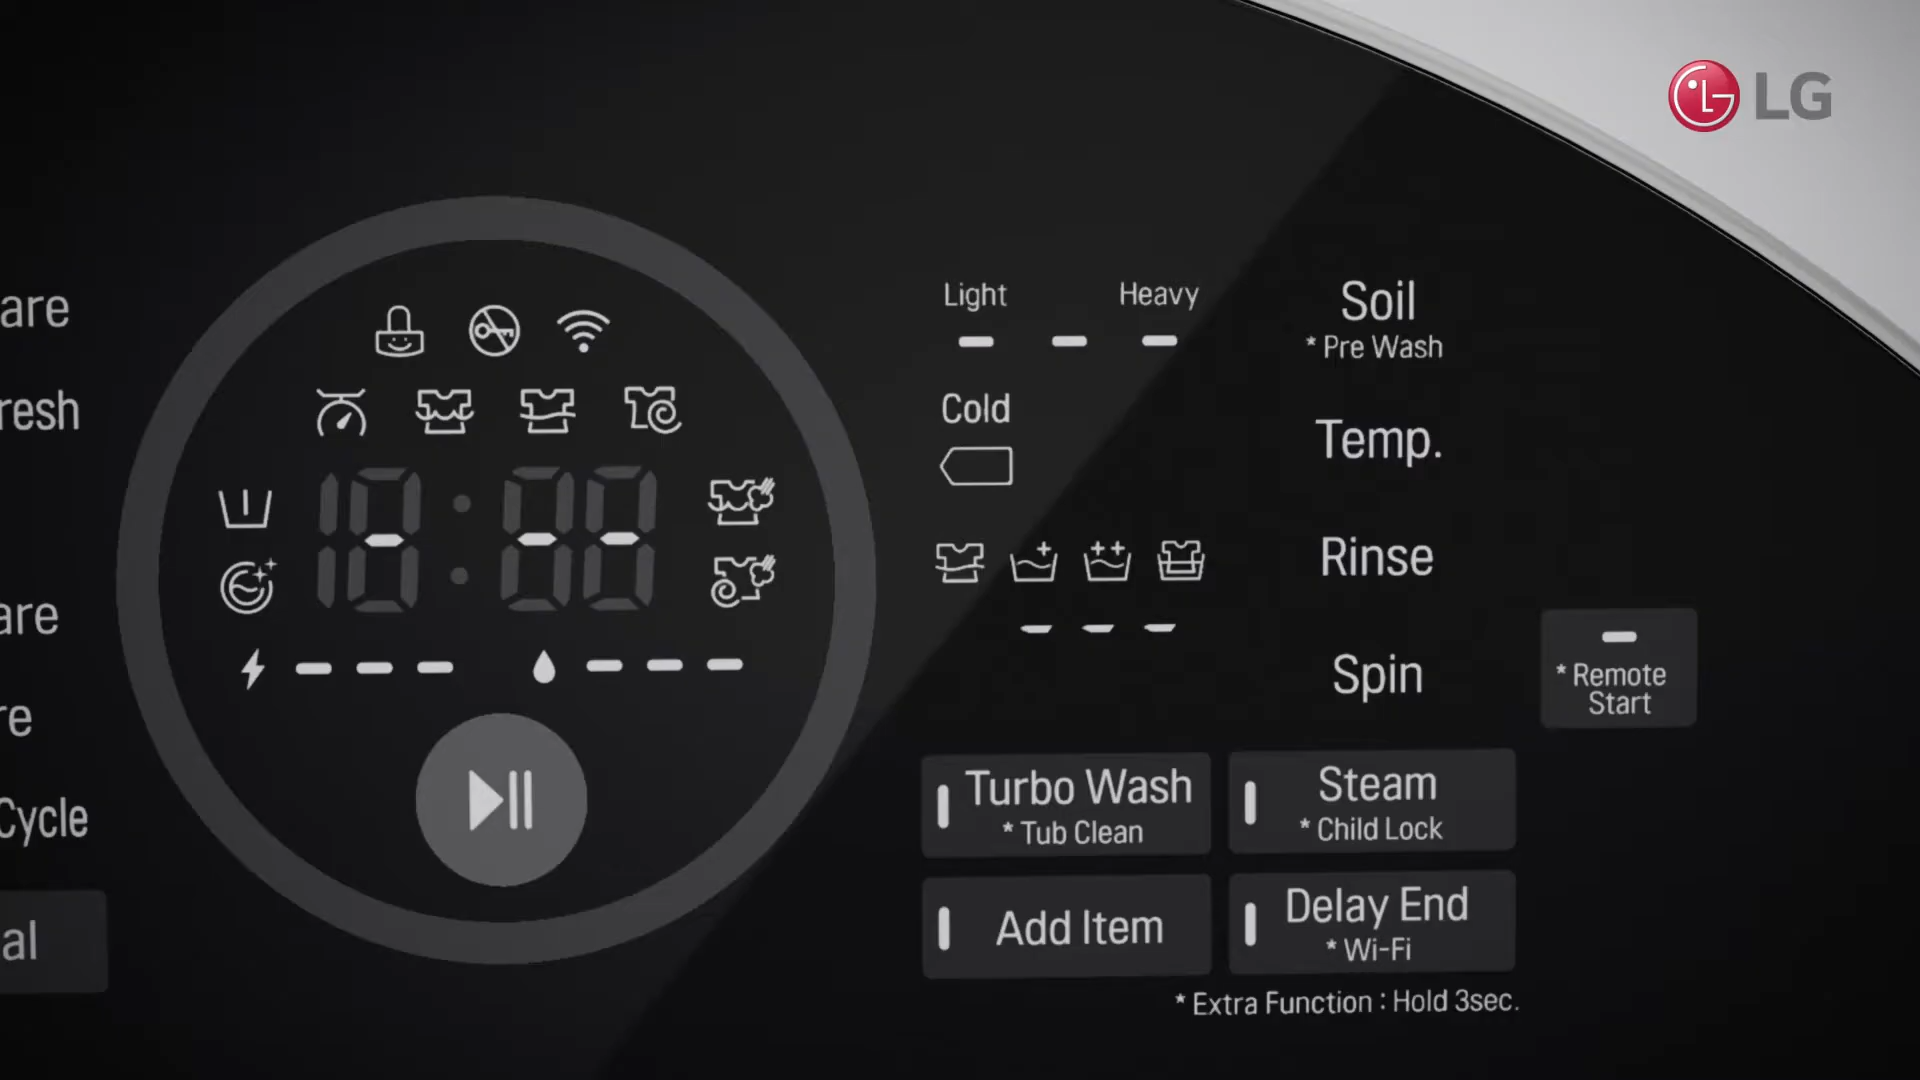 LG
are
resh
are
re
Cycle
al
Light Heavy
Cold
Soil
* Pre Wash
Temp.
Rinse
Spin
* Remote
Start
Turbo Wash
* Tub Clean
Steam
* Child Lock
Add Item
Delay End
* Wi-Fi
* Extra Function : Hold 3sec.